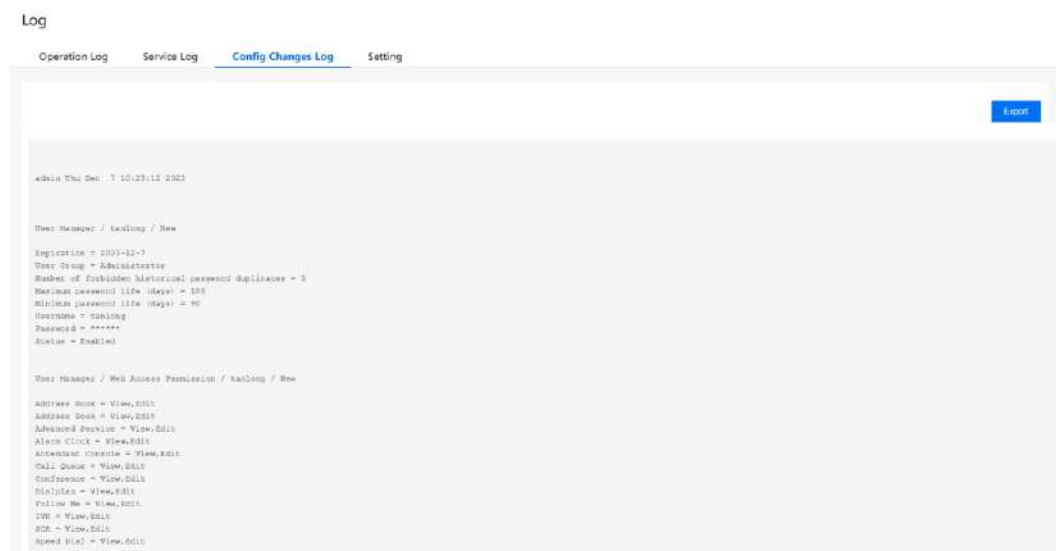 Log
Operation Log Service Log Config Changes Log Setting
Export
admin Thu Dec 7 10:23:12 2023
User Manager / tanlong / New
Expiration = 2033-12-7
User Group = Administrator
Number of forbidden historical password duplicates = 3
Maximum password life (days) = 180
Minimum password life (days) = 90
Username = tanlong
Password = ******
Status = Enabled
User Manager / Web Access Permission / tanlong / New
Address Book = View,Edit
Address Book = View,Edit
Advanced Service = View,Edit
Alarm Clock = View,Edit
Attendant Console = View,Edit
Call Queue = View,Edit
Conference = View,Edit
Dialplan = View,Edit
Follow Me = View,Edit
IVR = View,Edit
= View,Edit
Speed Dial = View,Edit